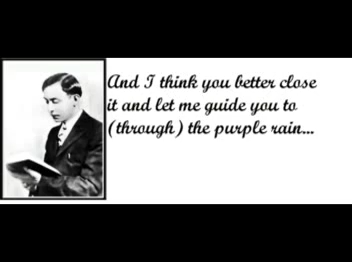 And I think you better close
it and let me guide you to
(through) the purple rain...